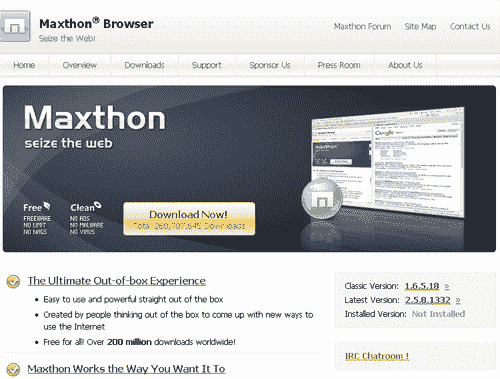 Maxthon® Browser
Seize the Web!
Maxthon Forum Site Map Contact Us
Home Overview Downloads Support Sponsor Us Press Room About Us
Maxthon
seize the web
Free
FREEWARE
NO LIMIT
NO NAGS
Clean
NO ADS
NO MALWARE
NO VIRUS
Download Now!
Total Downloads
Maxthon
Google
The Ultimate Out-of-box Experience
• Easy to use and powerful straight out of the box
• Created by people thinking out of the box to come up with new ways to
use the Internet
• Free for all! Over 200 million downloads worldwide!
Maxthon Works the Way You Want It To
Classic Version: 1.6.5.18 »
Latest Version: 2.5.8.1332 »
Installed Version: Not Installed
IRC Chatroom !